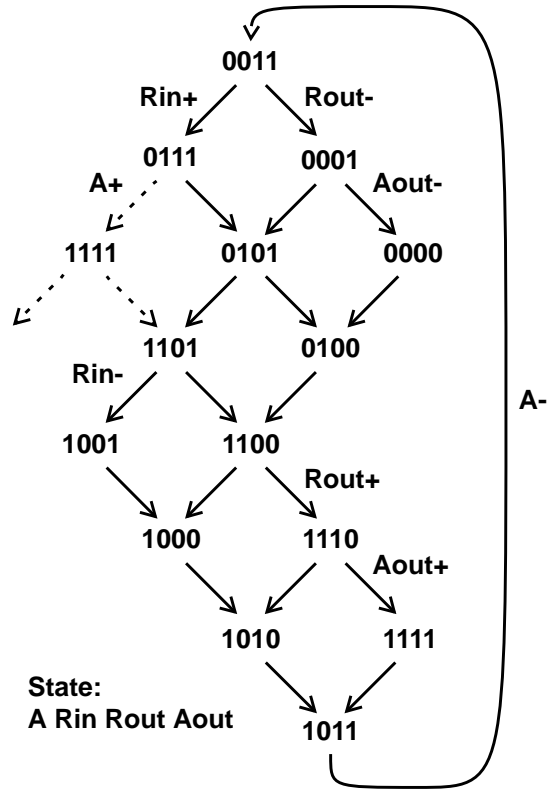 0011
Rin+ Rout-
0111 0001
A+ Aout-
1111 0101 0000
1101 0100
Rin-
A-
1001 1100
Rout+
1000 1110
Aout+
1010 1111
State:
A Rin Rout Aout
1011